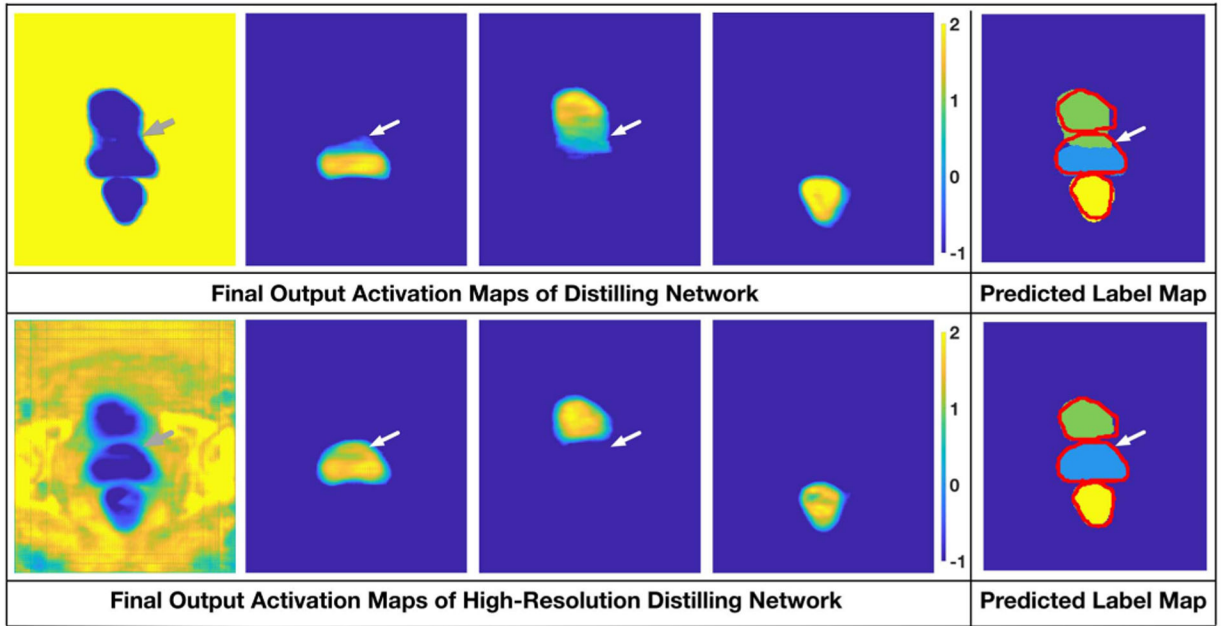 2
1
0
-1
Final Output Activation Maps of Distilling Network
Predicted Label Map
2
1
0
-1
Final Output Activation Maps of High-Resolution Distilling Network
Predicted Label Map